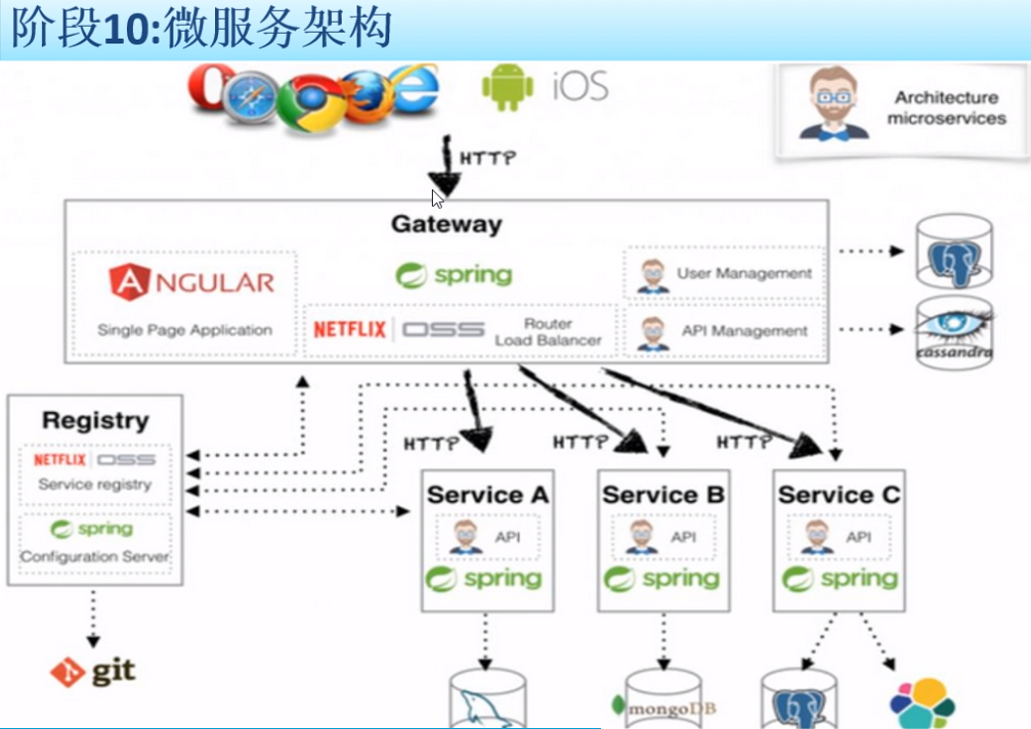 阶段10:微服务架构
iOS
Architecture
microservices
HTTP
Gateway
ANGULAR
Single Page Application
spring
NETFLIX OSS
Router
Load Balancer
User Management
API Management
cassandra
Registry
NETFLIX OSS
Service registry
spring
Configuration Server
git
HTTP
HTTP
HTTP
Service A
API
spring
Service B
API
spring
Service C
API
spring
mongoDB